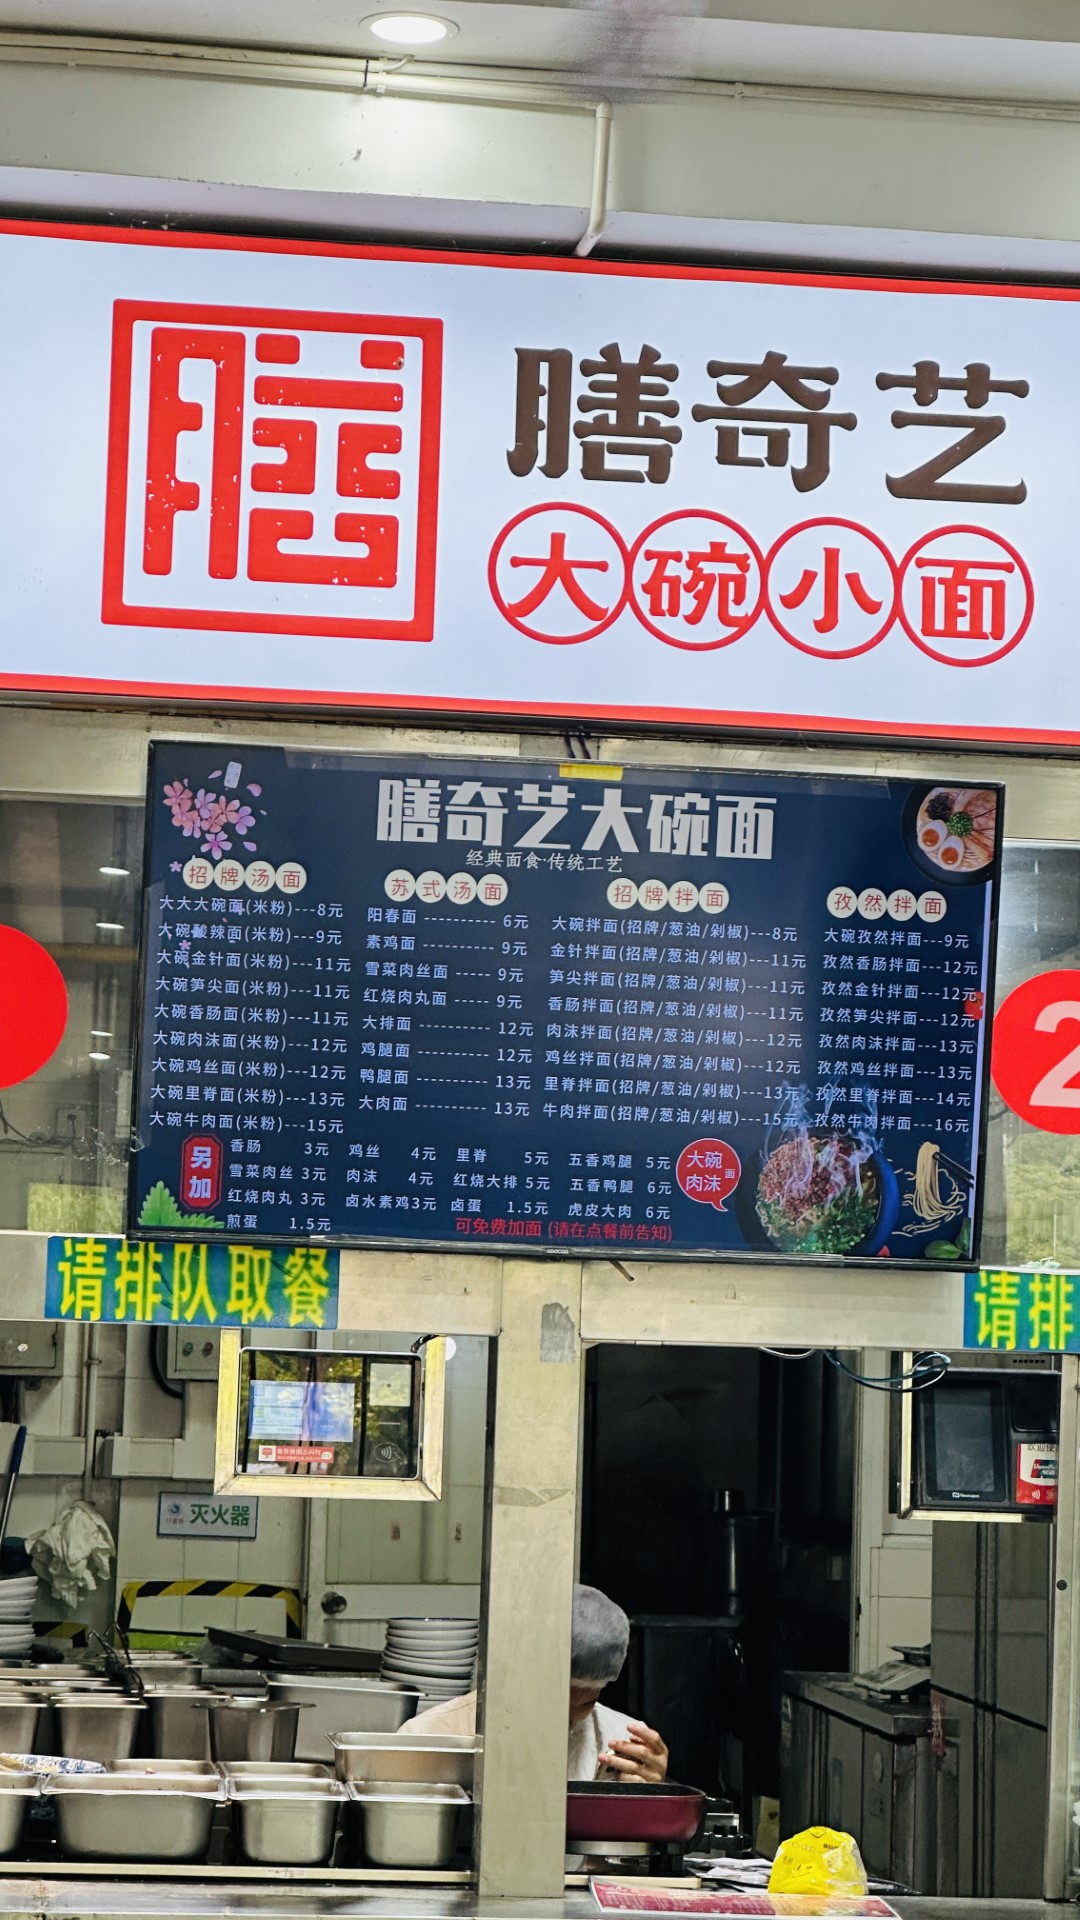 膳
膳奇艺
大碗小面
膳奇艺大碗面
经典面食·传统工艺
招牌汤面
大大大碗面(米粉)---8元
大碗酸辣面(米粉)---9元
大碗金针面(米粉)---11元
大碗笋尖面(米粉)---11元
大碗香肠面(米粉)---11元
大碗肉沫面(米粉)---12元
大碗鸡丝面(米粉)---12元
大碗里脊面(米粉)---13元
大碗牛肉面(米粉)---15元
苏式汤面
阳春面 ---------- 6元
素鸡面 ---------- 9元
雪菜肉丝面 ----- 9元
红烧肉丸面 ----- 9元
大排面 ---------- 12元
鸡腿面 ---------- 12元
鸭腿面 ---------- 13元
大肉面 ---------- 13元
招牌拌面
大碗拌面(招牌/葱油/剁椒)---8元
金针拌面(招牌/葱油/剁椒)---11元
笋尖拌面(招牌/葱油/剁椒)---11元
香肠拌面(招牌/葱油/剁椒)---11元
肉沫拌面(招牌/葱油/剁椒)---12元
鸡丝拌面(招牌/葱油/剁椒)---12元
里脊拌面(招牌/葱油/剁椒)---13元
牛肉拌面(招牌/葱油/剁椒)---15元
孜然拌面
大碗孜然拌面---9元
孜然香肠拌面---12元
孜然金针拌面---12元
孜然笋尖拌面---12元
孜然肉沫拌面---13元
孜然鸡丝拌面---13元
孜然里脊拌面---14元
孜然牛肉拌面---16元
另加
香肠 3元 鸡丝 4元 里脊 5元 五香鸡腿 5元
雪菜肉丝 3元 肉沫 4元 红烧大排 5元 五香鸭腿 6元
红烧肉丸 3元 卤水素鸡3元 卤蛋 1.5元 虎皮大肉 6元
煎蛋 1.5元
可免费加面 (请在点餐前告知)
大碗
肉沫
面
2
请排队取餐
请排
灭火器